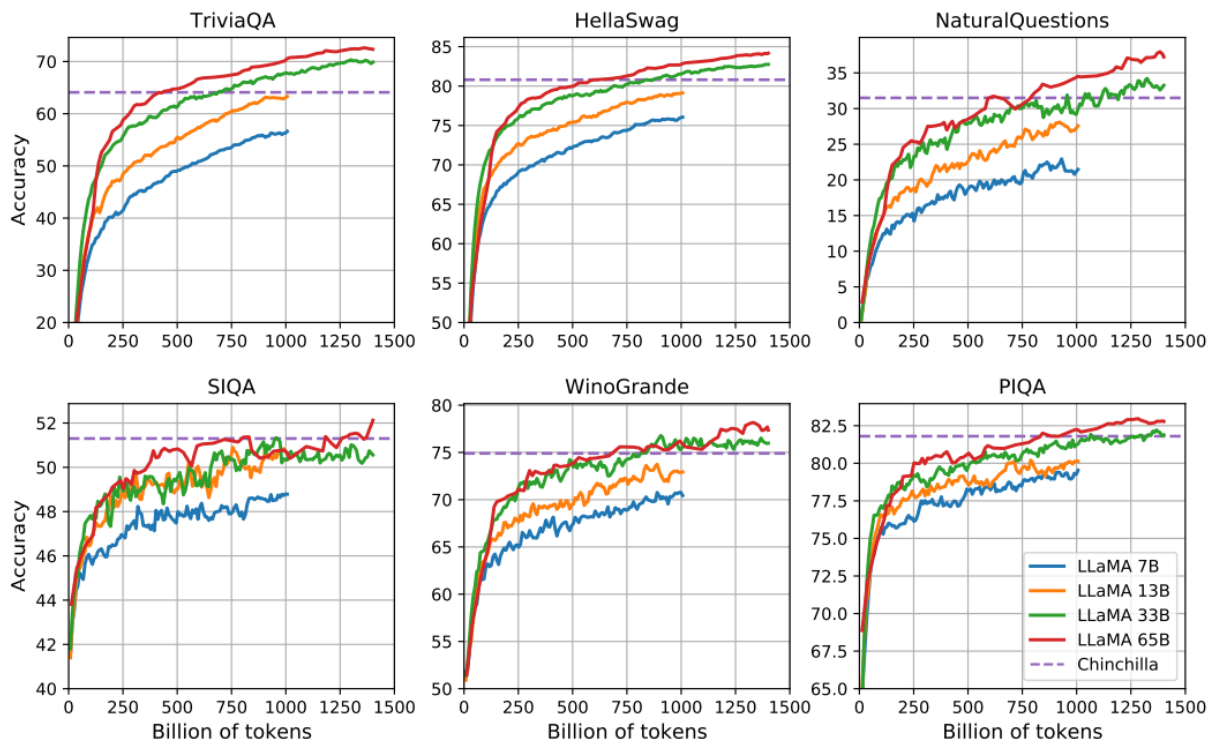 TriviaQA
HellaSwag
NaturalQuestions
Accuracy
70
60
50
40
30
20
0 250 500 750 1000 1250 1500
85
80
75
70
65
60
55
50
0 250 500 750 1000 1250 1500
35
30
25
20
15
10
5
0
0 250 500 750 1000 1250 1500
SIQA
WinoGrande
PIQA
Accuracy
52
50
48
46
44
42
40
0 250 500 750 1000 1250 1500
Billion of tokens
80
75
70
65
60
55
50
0 250 500 750 1000 1250 1500
Billion of tokens
82.5
80.0
77.5
75.0
72.5
70.0
67.5
65.0
0 250 500 750 1000 1250 1500
Billion of tokens
LLaMA 7B
LLaMA 13B
LLaMA 33B
LLaMA 65B
Chinchilla